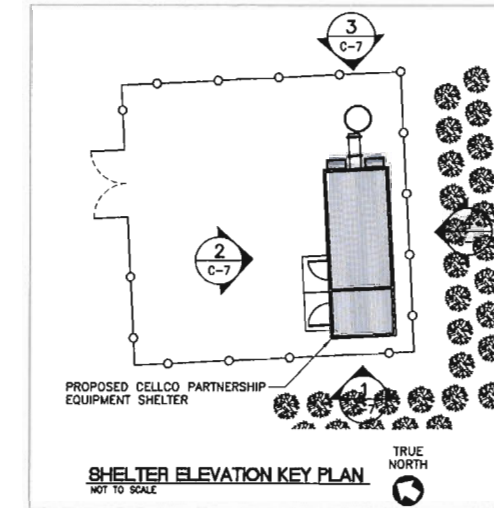 3
C-7
2
C-7
1
PROPOSED CELLCO PARTNERSHIP
EQUIPMENT SHELTER
TRUE
NORTH
SHELTER ELEVATION KEY PLAN
NOT TO SCALE